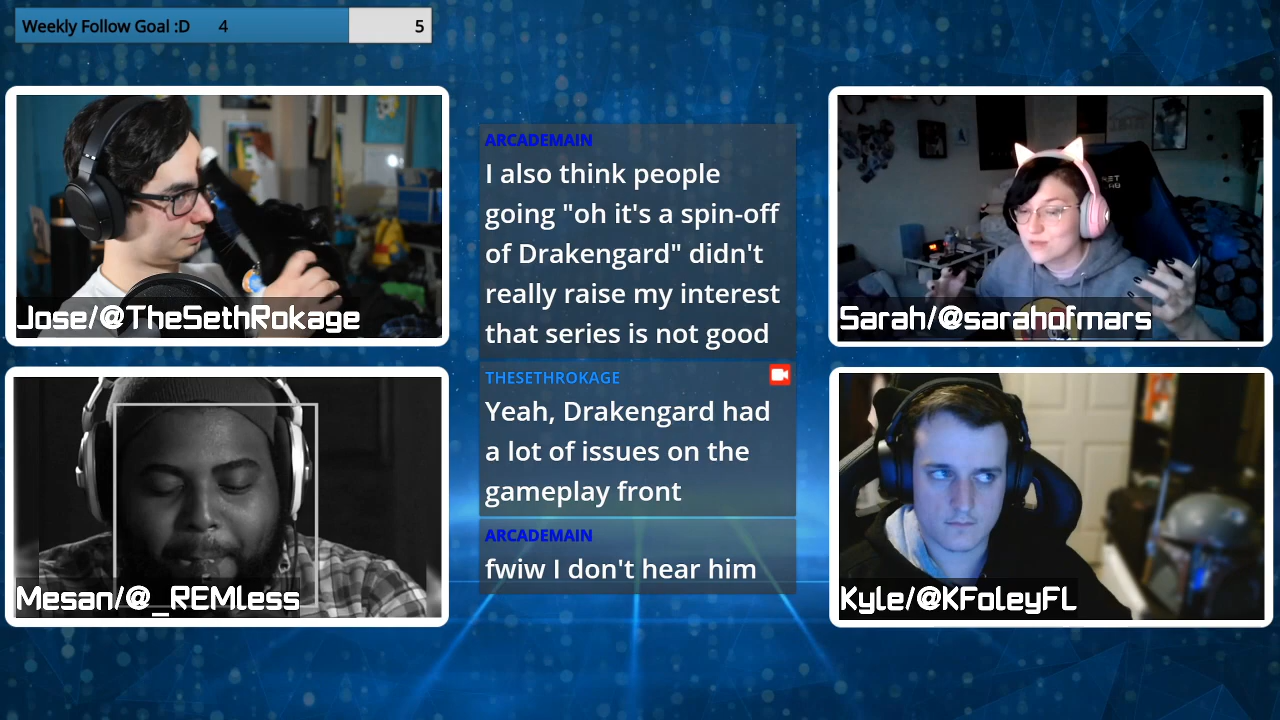 Weekly Follow Goal :D 4 5
ARCADEMAIN
I also think people
going "oh it's a spin-off
of Drakengard" didn't
really raise my interest
that series is not good
THESETHROKAGE
Yeah, Drakengard had
a lot of issues on the
gameplay front
ARCADEMAIN
fwiw I don't hear him
Jose/@TheSethRokage
Sarah/@sarahofmars
Mesan/@_REMless
Kyle/@KFoleyFL